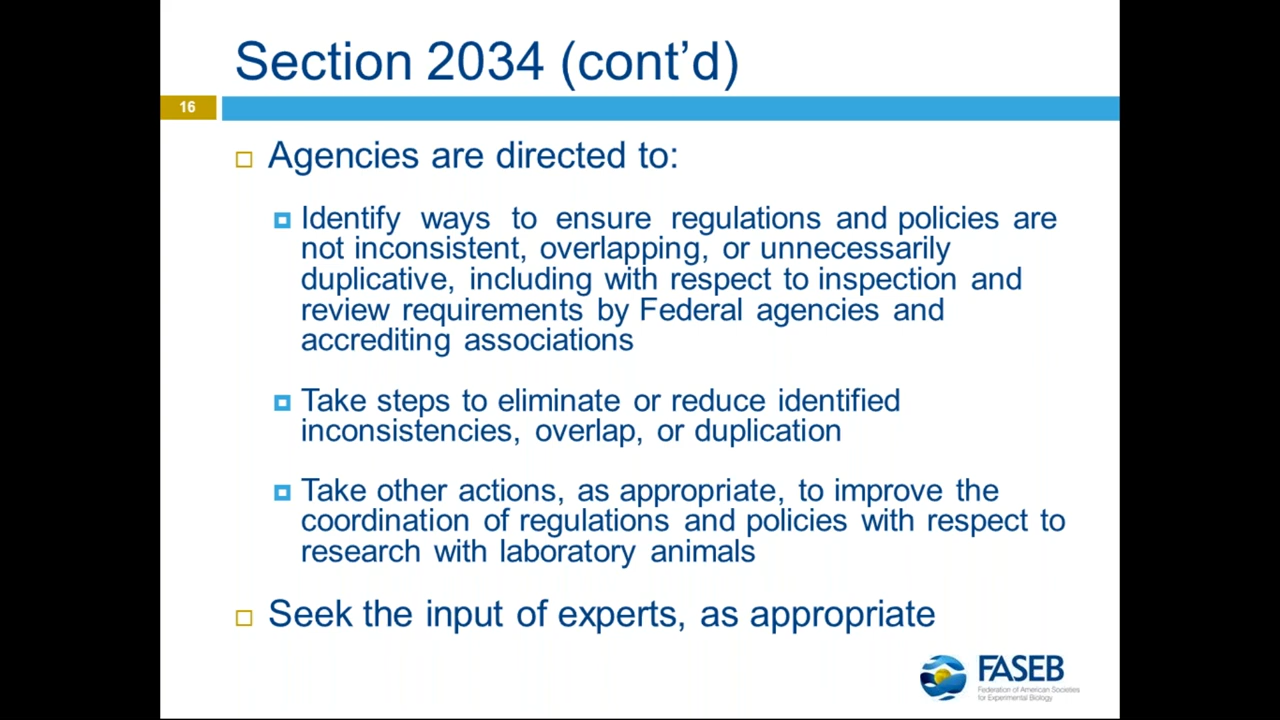 Section 2034 (cont’d)
16
Agencies are directed to:
Identify ways to ensure regulations and policies are
not inconsistent, overlapping, or unnecessarily
duplicative, including with respect to inspection and
review requirements by Federal agencies and
accrediting associations
Take steps to eliminate or reduce identified
inconsistencies, overlap, or duplication
Take other actions, as appropriate, to improve the
coordination of regulations and policies with respect to
research with laboratory animals
Seek the input of experts, as appropriate
FASEB
Federation of American Societies
for Experimental Biology